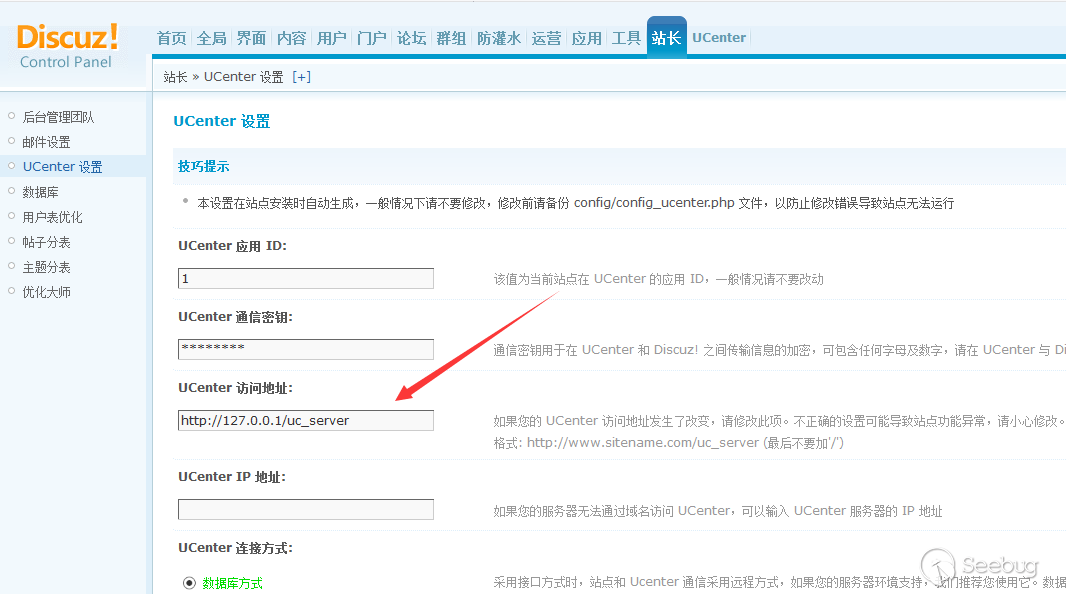 Discuz!
Control Panel
首页 全局 界面 内容 用户 门户 论坛 群组 防灌水 运营 应用 工具 站长 UCenter
站长 » UCenter 设置 [+]
后台管理团队
邮件设置
UCenter 设置
数据库
用户表优化
帖子分表
主题分表
优化大师
UCenter 设置
技巧提示
本设置在站点安装时自动生成，一般情况下请不要修改，修改前请备份 config/config_ucenter.php 文件，以防止修改错误导致站点无法运行
UCenter 应用 ID:
1
该值为当前站点在 UCenter 的应用 ID，一般情况请不要改动
UCenter 通信密钥:
********
通信密钥用于在 UCenter 和 Discuz! 之间传输信息的加密，可包含任何字母及数字，请在 UCenter 与 Di
UCenter 访问地址:
http://127.0.0.1/uc_server
如果您的 UCenter 访问地址发生了改变，请修改此项。不正确的设置可能导致站点功能异常，请小心修改。
格式: http://www.sitename.com/uc_server (最后不要加'/')
UCenter IP 地址:
如果您的服务器无法通过域名访问 UCenter，可以输入 UCenter 服务器的 IP 地址
UCenter 连接方式:
数据库方式
采用接口方式时，站点和 Ucenter 通信采用远程方式，如果您的服务器环境支持，我们推荐您使用它。数据
Seebug